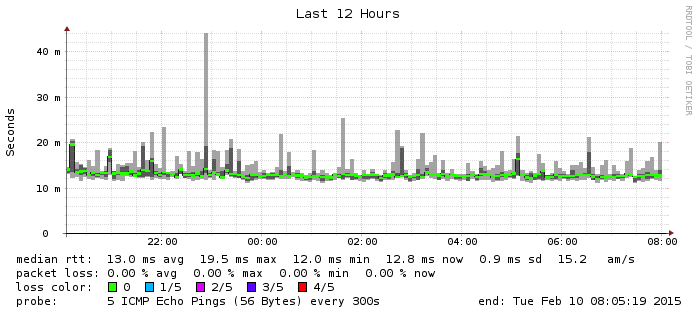 Last 12 Hours
RRDTOOL / TOBI OETIKER
Seconds
40 m
30 m
20 m
10 m
0
22:00 00:00 02:00 04:00 06:00 08:00
median rtt: 13.0 ms avg 19.5 ms max 12.0 ms min 12.8 ms now 0.9 ms sd 15.2 am/s
packet loss: 0.00 % avg 0.00 % max 0.00 % min 0.00 % now
loss color: 0 1/5 2/5 3/5 4/5
probe: 5 ICMP Echo Pings (56 Bytes) every 300s end: Tue Feb 10 08:05:19 2015